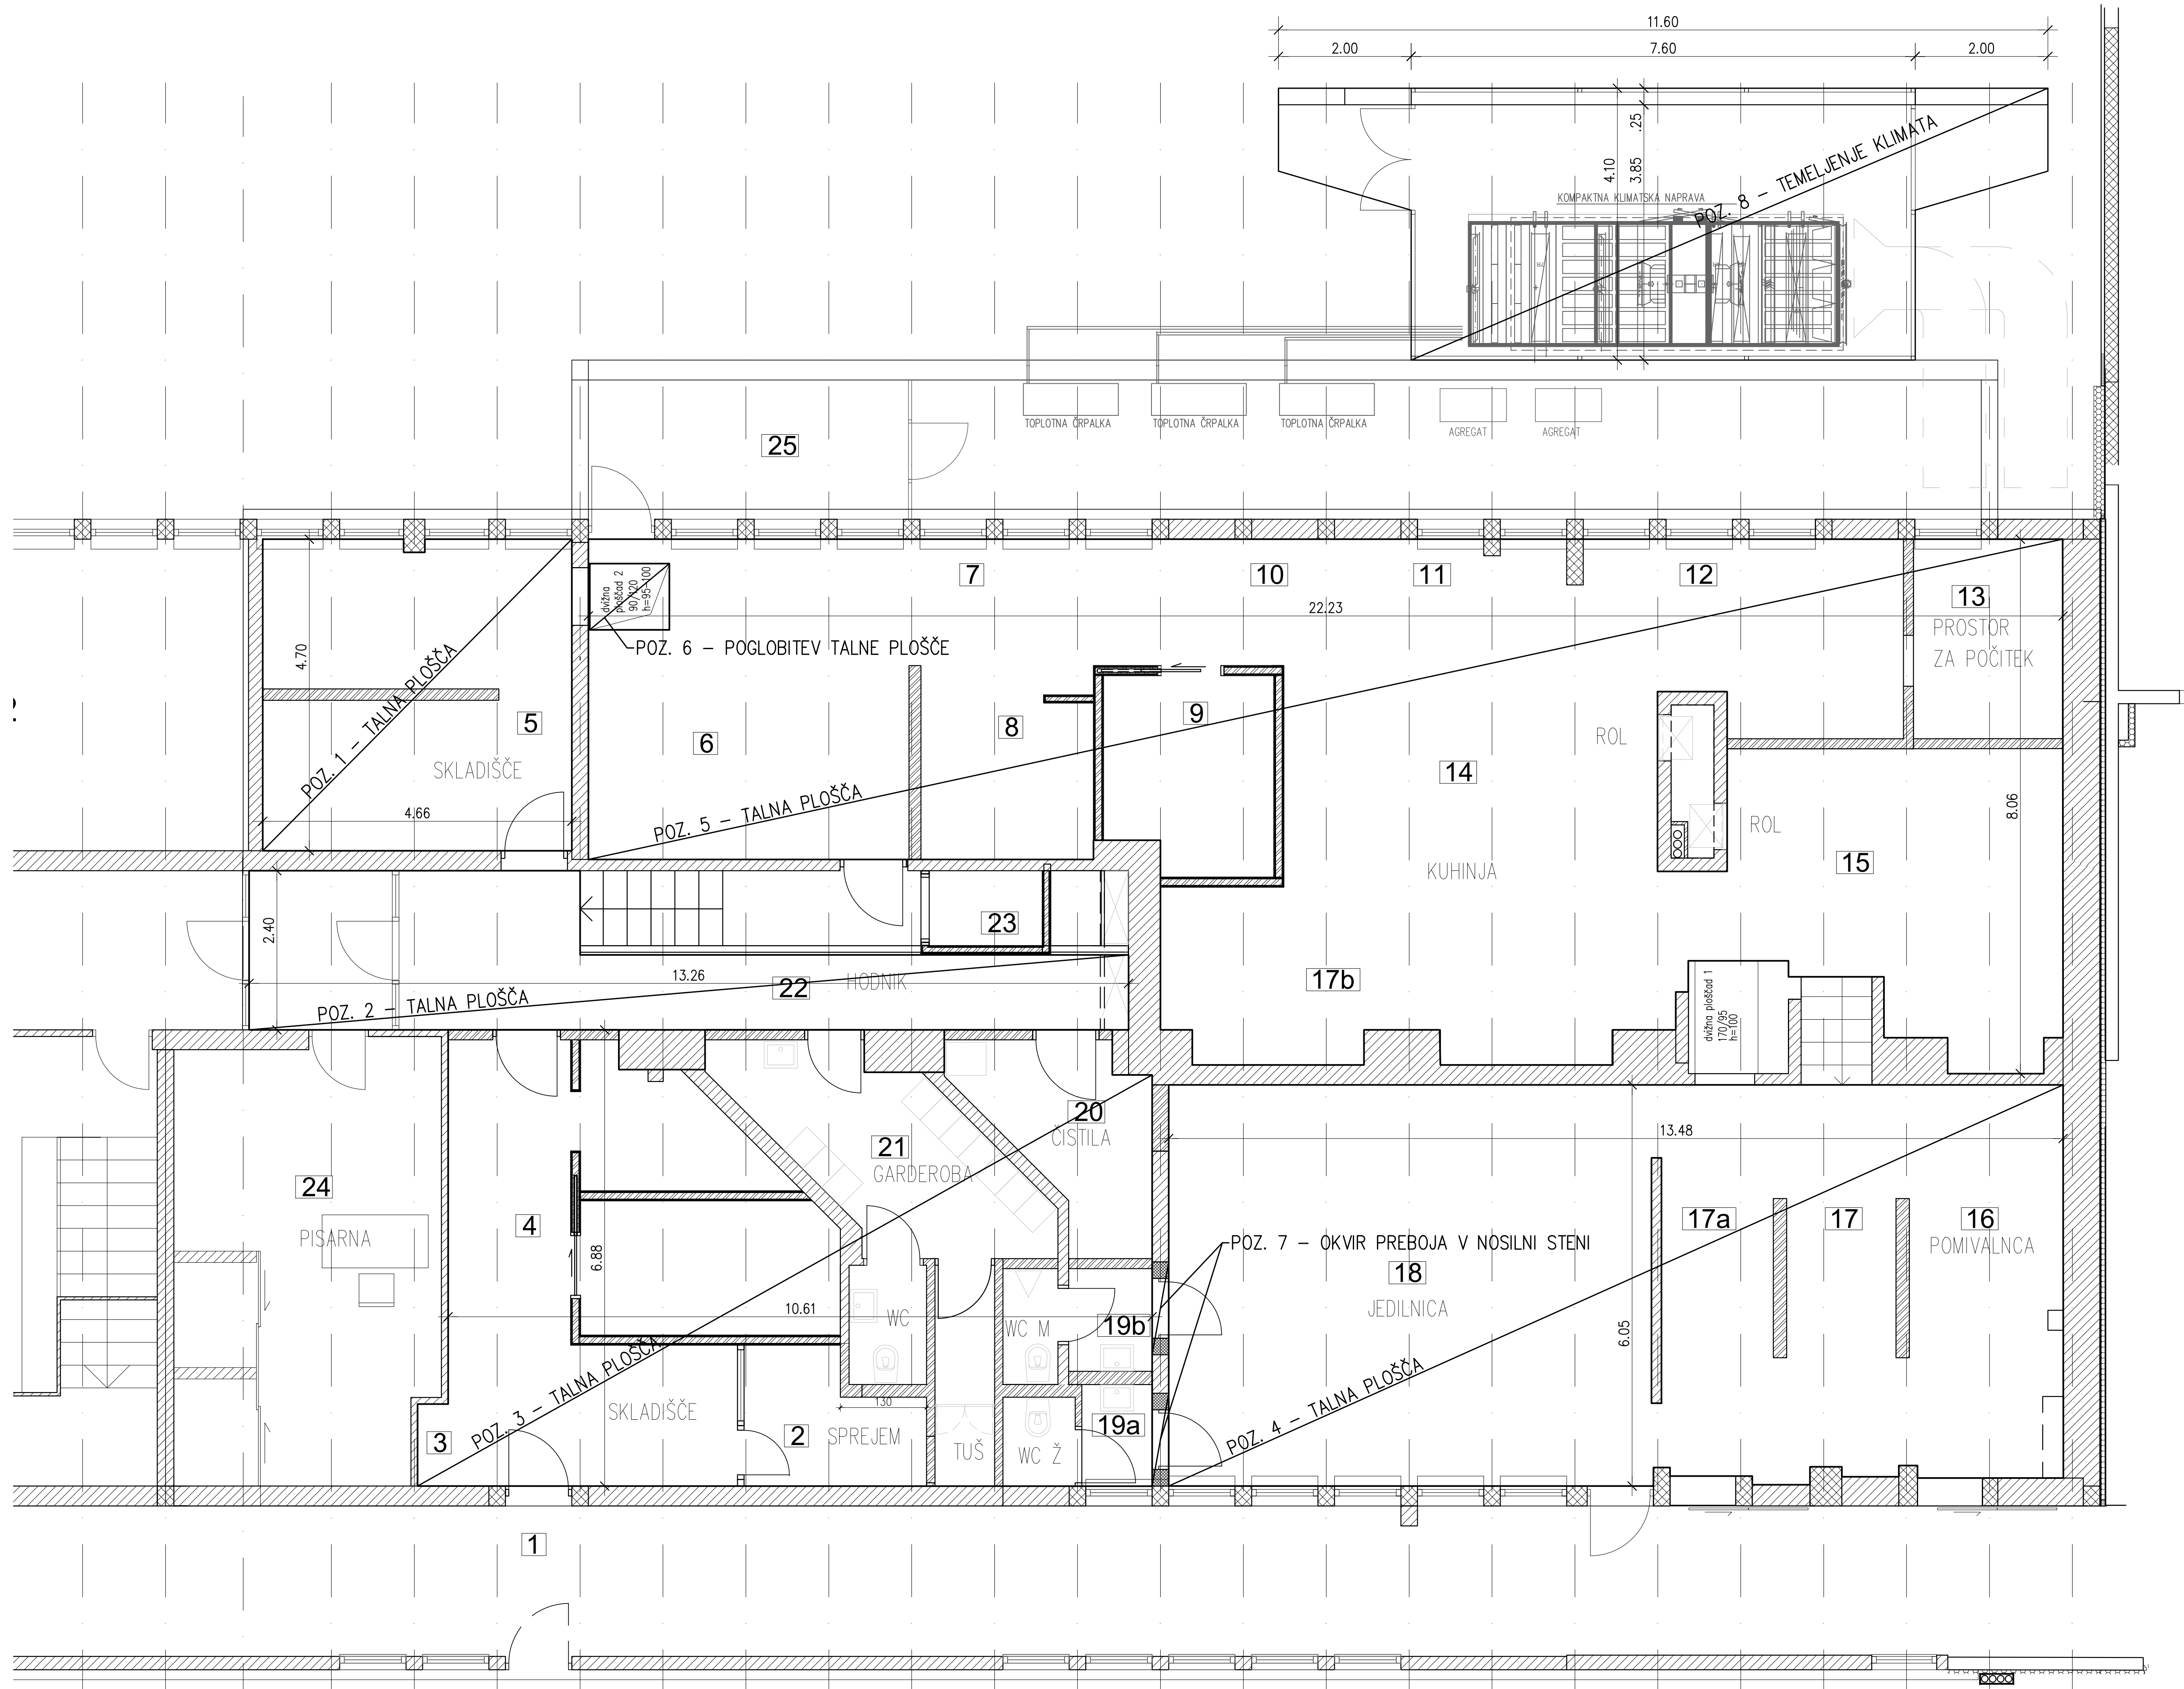 11.60
2.00
7.60
2.00
.25
4.10
3.85
POZ. 8 – TEMELJENJE KLIMATA
KOMPAKTNA KLIMATSKA NAPRAVA
TOPLOTNA ČRPALKA
TOPLOTNA ČRPALKA
TOPLOTNA ČRPALKA
AGREGAT
AGREGAT
25
dvižna
ploščad 2
90/120
h=95-100
7
10
11
12
13
PROSTOR
ZA POČITEK
22.23
POZ. 6 – POGLOBITEV TALNE PLOŠČE
4.70
POZ. 1 – TALNA PLOŠČA
5
SKLADIŠČE
4.66
6
8
9
POZ. 5 – TALNA PLOŠČA
14
KUHINJA
ROL
ROL
8.06
15
2.40
23
13.26
22
HODNIK
POZ. 2 – TALNA PLOŠČA
17b
dvižna ploščad 1
170/95
h=100
20
ČISTILA
21
GARDEROBA
13.48
24
PISARNA
4
6.88
17a
17
16
POMIVALNCA
POZ. 7 – OKVIR PREBOJA V NOSILNI STENI
18
JEDILNICA
10.61
WC
WC M
19b
6.05
POZ. 3 – TALNA PLOŠČA
POZ. 4 – TALNA PLOŠČA
130
SKLADIŠČE
3
2
SPREJEM
TUŠ
WC Ž
19a
1